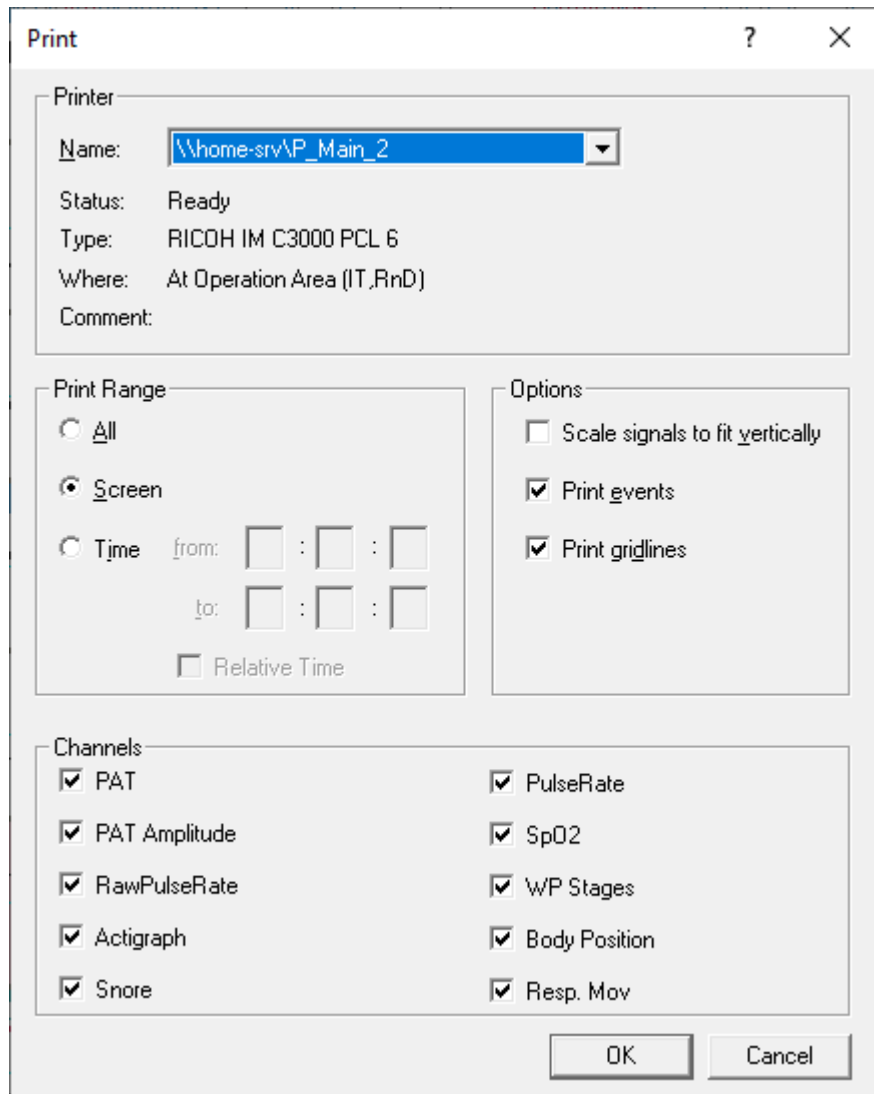 Print ?
Printer
Name: \\home-srv\P_Main_2
Status: Ready
Type: RICOH IM C3000 PCL 6
Where: At Operation Area (IT,RnD)
Comment:
Print Range
All
Screen
Time from: : :
to: : :
Relative Time
Options
Scale signals to fit vertically
Print events
Print gridlines
Channels
PAT
PAT Amplitude
RawPulseRate
Actigraph
Snore
PulseRate
SpO2
WP Stages
Body Position
Resp. Mov
OK Cancel